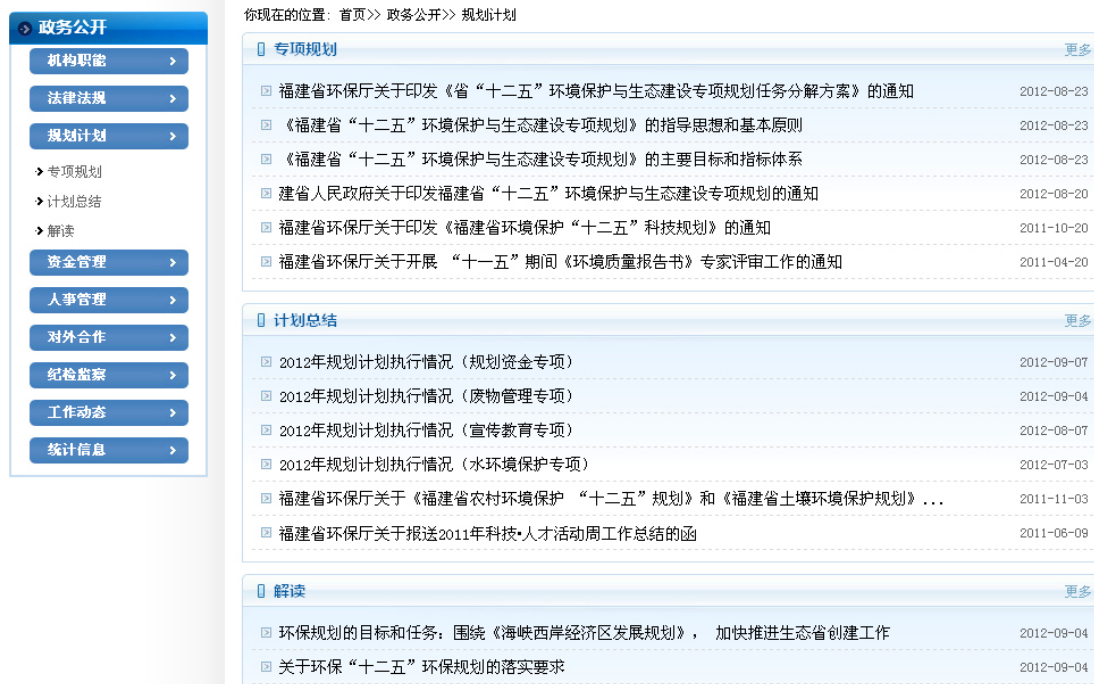 政务公开
机构职能
法律法规
规划计划
专项规划
计划总结
解读
资金管理
人事管理
对外合作
纪检监察
工作动态
统计信息
你现在的位置：首页>> 政务公开>> 规划计划
专项规划 更多
福建省环保厅关于印发《省“十二五”环境保护与生态建设专项规划任务分解方案》的通知 2012-08-23
《福建省“十二五”环境保护与生态建设专项规划》的指导思想和基本原则 2012-08-23
《福建省“十二五”环境保护与生态建设专项规划》的主要目标和指标体系 2012-08-23
建省人民政府关于印发福建省“十二五”环境保护与生态建设专项规划的通知 2012-08-20
福建省环保厅关于印发《福建省环境保护“十二五”科技规划》的通知 2011-10-20
福建省环保厅关于开展 “十一五”期间《环境质量报告书》专家评审工作的通知 2011-04-20
计划总结 更多
2012年规划计划执行情况（规划资金专项） 2012-09-07
2012年规划计划执行情况（废物管理专项） 2012-09-04
2012年规划计划执行情况（宣传教育专项） 2012-08-07
2012年规划计划执行情况（水环境保护专项） 2012-07-03
福建省环保厅关于《福建省农村环境保护 “十二五”规划》和《福建省土壤环境保护规划》... 2011-11-03
福建省环保厅关于报送2011年科技•人才活动周工作总结的函 2011-06-09
解读 更多
环保规划的目标和任务：围绕《海峡西岸经济区发展规划》， 加快推进生态省创建工作 2012-09-04
关于环保“十二五”环保规划的落实要求 2012-09-04